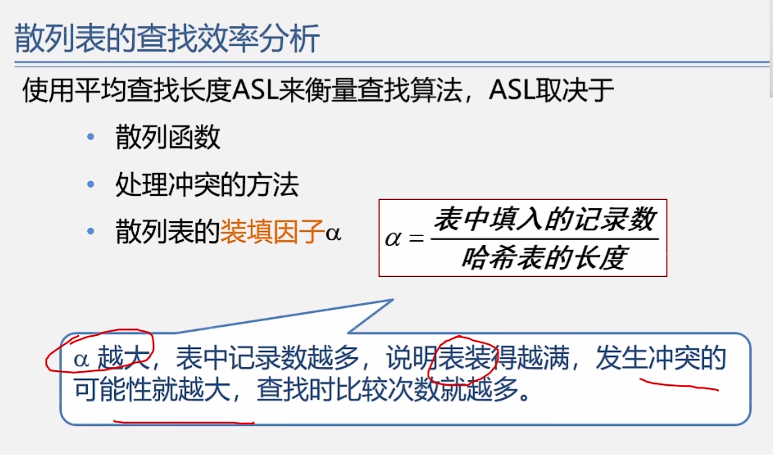 散列表的查找效率分析
使用平均查找长度ASL来衡量查找算法，ASL取决于
• 散列函数
• 处理冲突的方法
• 散列表的装填因子α
α = 表中填入的记录数
哈希表的长度
α 越大，表中记录数越多，说明表装得越满，发生冲突的
可能性就越大，查找时比较次数就越多。